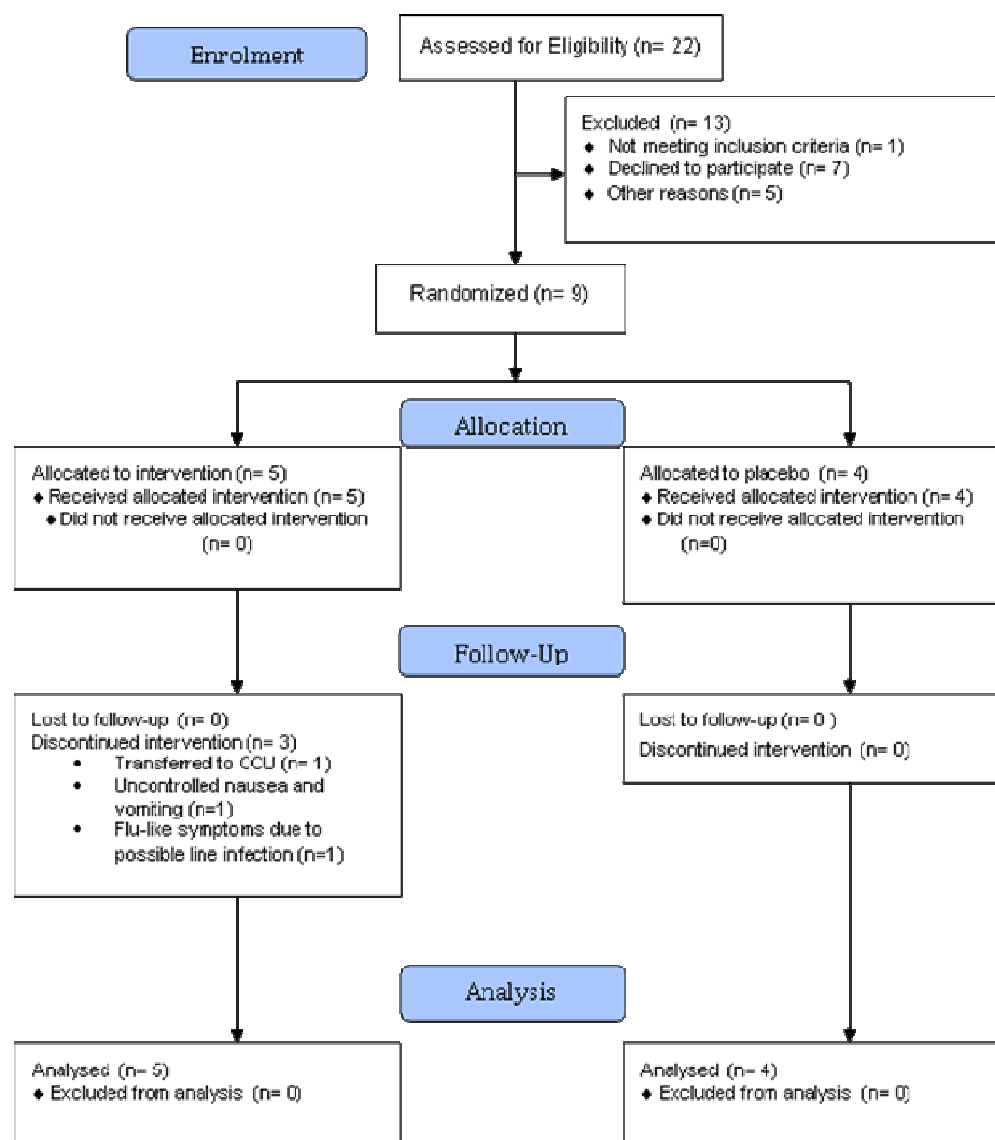 Enrolment
Assessed for Eligibility (n= 22)
Excluded (n= 13)
♦ Not meeting inclusion criteria (n= 1)
♦ Declined to participate (n= 7)
♦ Other reasons (n= 5)
Randomized (n= 9)
Allocation
Allocated to intervention (n= 5)
♦ Received allocated intervention (n= 5)
♦ Did not receive allocated intervention
(n= 0)
Allocated to placebo (n= 4)
♦ Received allocated intervention (n= 4)
♦ Did not receive allocated intervention
(n=0)
Follow-Up
Lost to follow-up (n= 0)
Discontinued intervention (n= 3)
• Transferred to CCU (n= 1)
• Uncontrolled nausea and
vomiting (n=1)
• Flu-like symptoms due to
possible line infection (n=1)
Lost to follow-up (n= 0 )
Discontinued intervention (n= 0)
Analysis
Analysed (n= 5)
♦ Excluded from analysis (n= 0)
Analysed (n= 4)
♦ Excluded from analysis (n= 0)